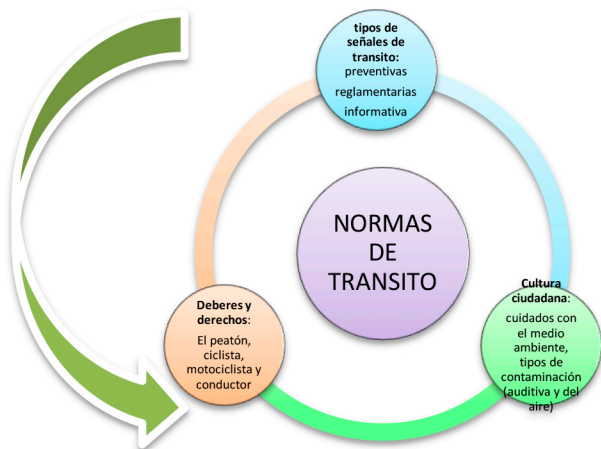 tipos de
señales de
transito:
preventivas
reglamentarias
informativa
NORMAS
DE
TRANSITO
Deberes y
derechos:
El peatón,
ciclista,
motociclista y
conductor
Cultura
ciudadana:
cuidados con
el medio
ambiente,
tipos de
contaminación
(auditiva y del
aire)